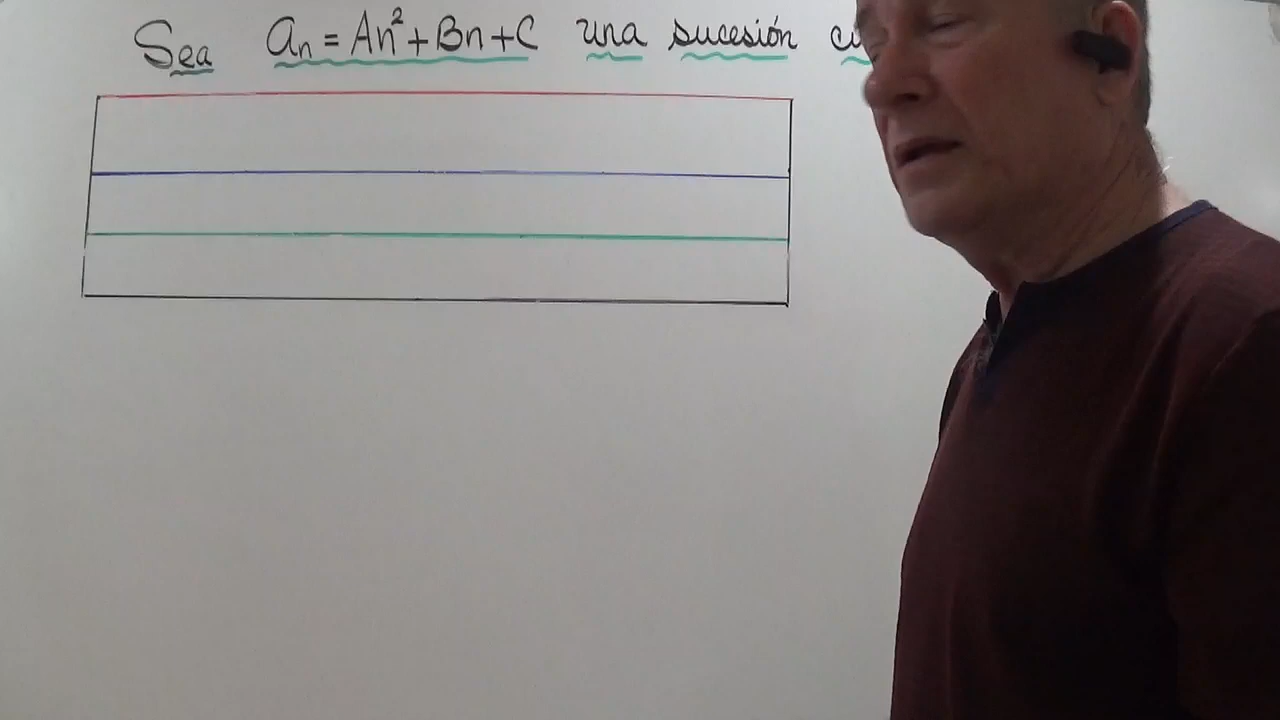 Sea aₙ = An² + Bn + C una sucesión